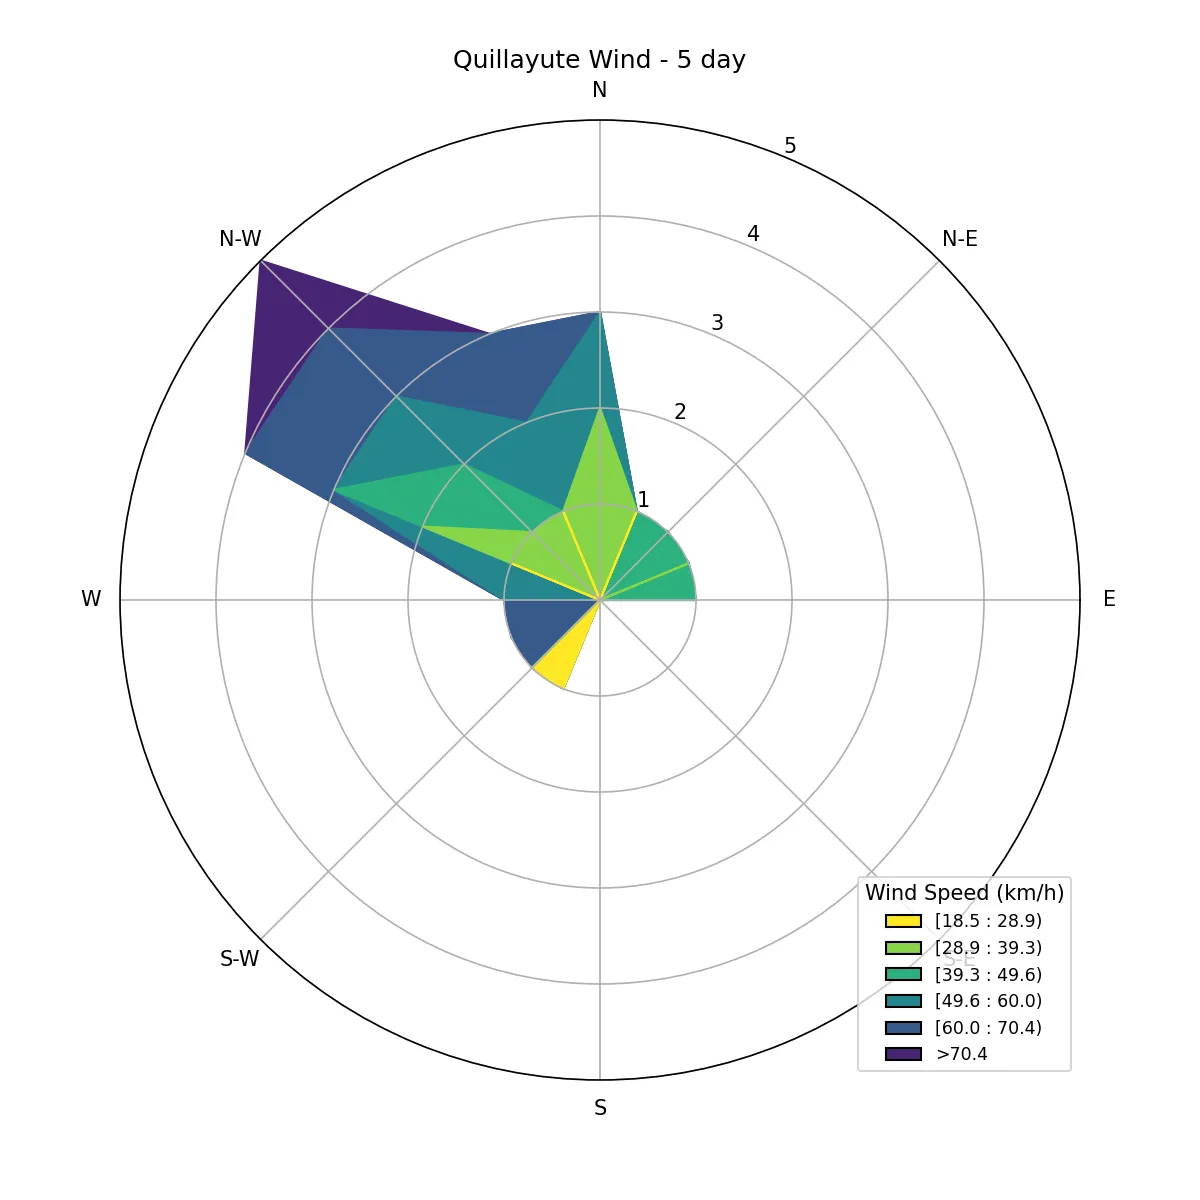 Quillayute Wind - 5 day
N
5
4
N-W
N-E
3
2
1
W
E
Wind Speed (km/h)
[18.5 : 28.9)
[28.9 : 39.3)
S-W
S-E
[39.3 : 49.6)
[49.6 : 60.0)
[60.0 : 70.4)
>70.4
S